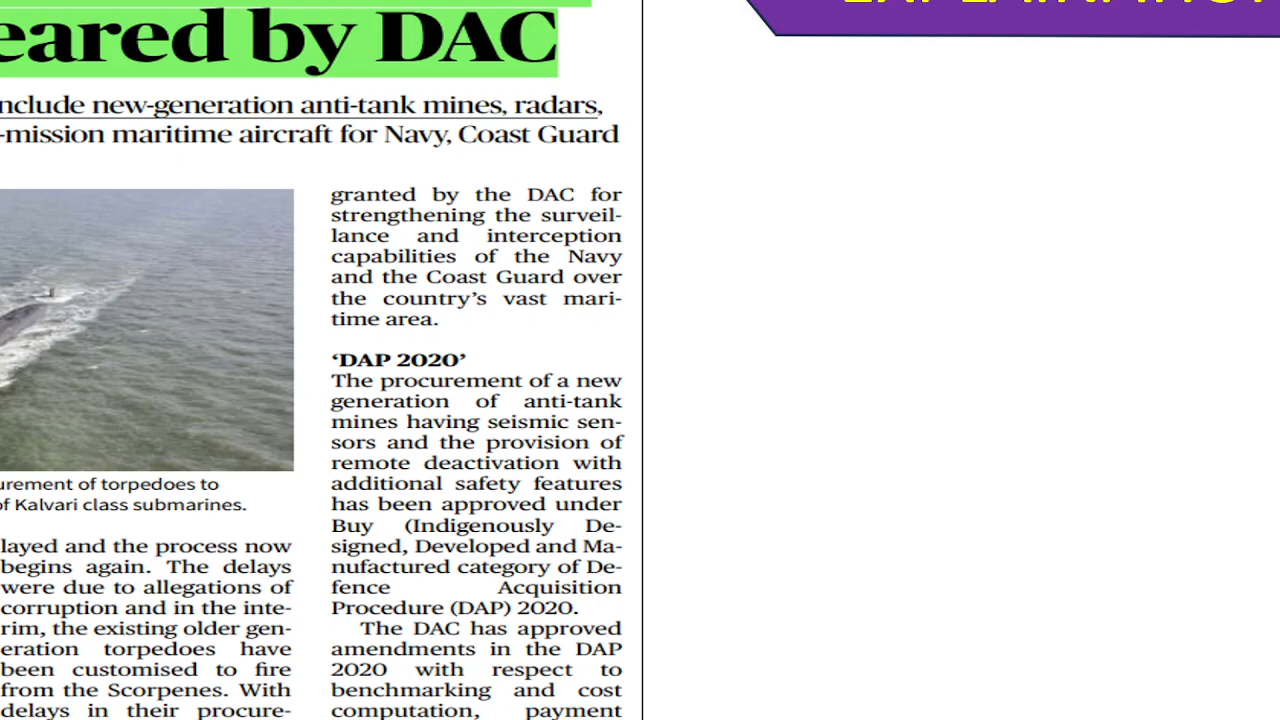 eared by DAC
nclude new-generation anti-tank mines, radars,
-mission maritime aircraft for Navy, Coast Guard
urement of torpedoes to
of Kalvari class submarines.
layed and the process now
begins again. The delays
were due to allegations of
corruption and in the inte-
rim, the existing older gen-
eration torpedoes have
been customised to fire
from the Scorpenes. With
delays in their procure-
granted by the DAC for
strengthening the surveil-
lance and interception
capabilities of the Navy
and the Coast Guard over
the country's vast mari-
time area.
'DAP 2020'
The procurement of a new
generation of anti-tank
mines having seismic sen-
sors and the provision of
remote deactivation with
additional safety features
has been approved under
Buy (Indigenously De-
signed, Developed and Ma-
nufactured category of De-
fence Acquisition
Procedure (DAP) 2020.
The DAC has approved
amendments in the DAP
2020 with respect to
benchmarking and cost
computation, payment